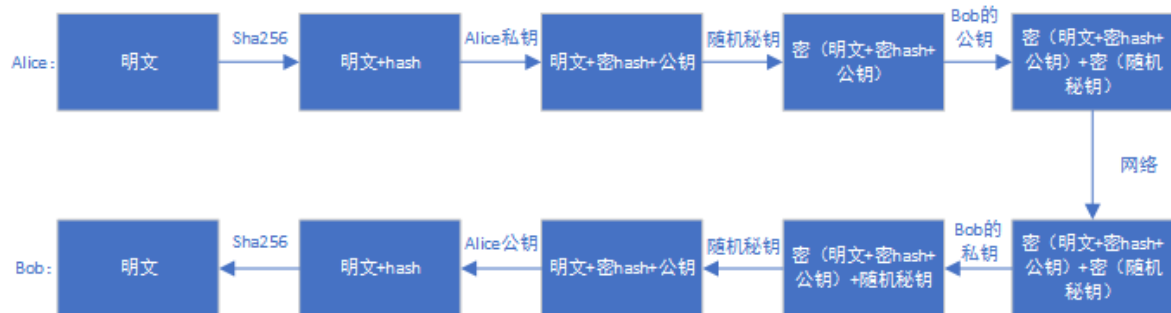 Alice:
明文
Sha256
明文+hash
Alice私钥
明文+密hash+公钥
随机秘钥
密（明文+密hash+
公钥）
Bob的
公钥
密（明文+密hash+
公钥）+密（随机
秘钥）
网络
Bob:
明文
Sha256
明文+hash
Alice公钥
明文+密hash+公钥
随机秘钥
密（明文+密hash+
公钥）+随机秘钥
Bob的
私钥
密（明文+密hash+
公钥）+密（随机
秘钥）